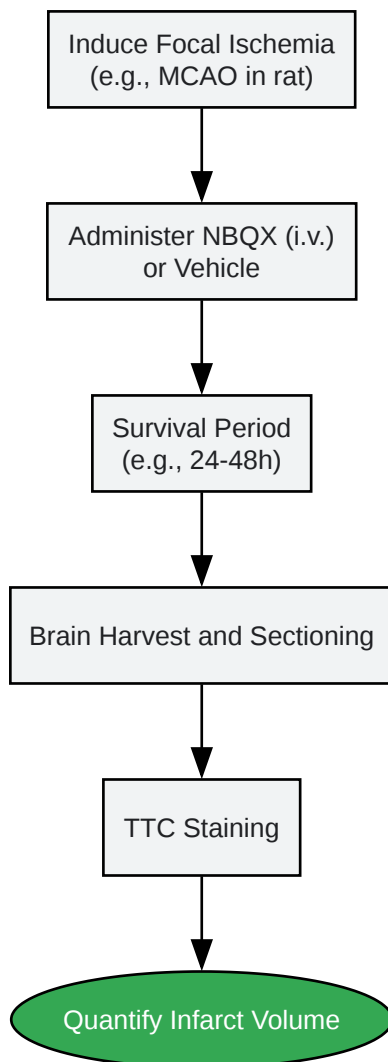 Induce Focal Ischemia
(e.g., MCAO in rat)
Administer NBQX (i.v.)
or Vehicle
Survival Period
(e.g., 24-48h)
Brain Harvest and Sectioning
TTC Staining
Quantify Infarct Volume